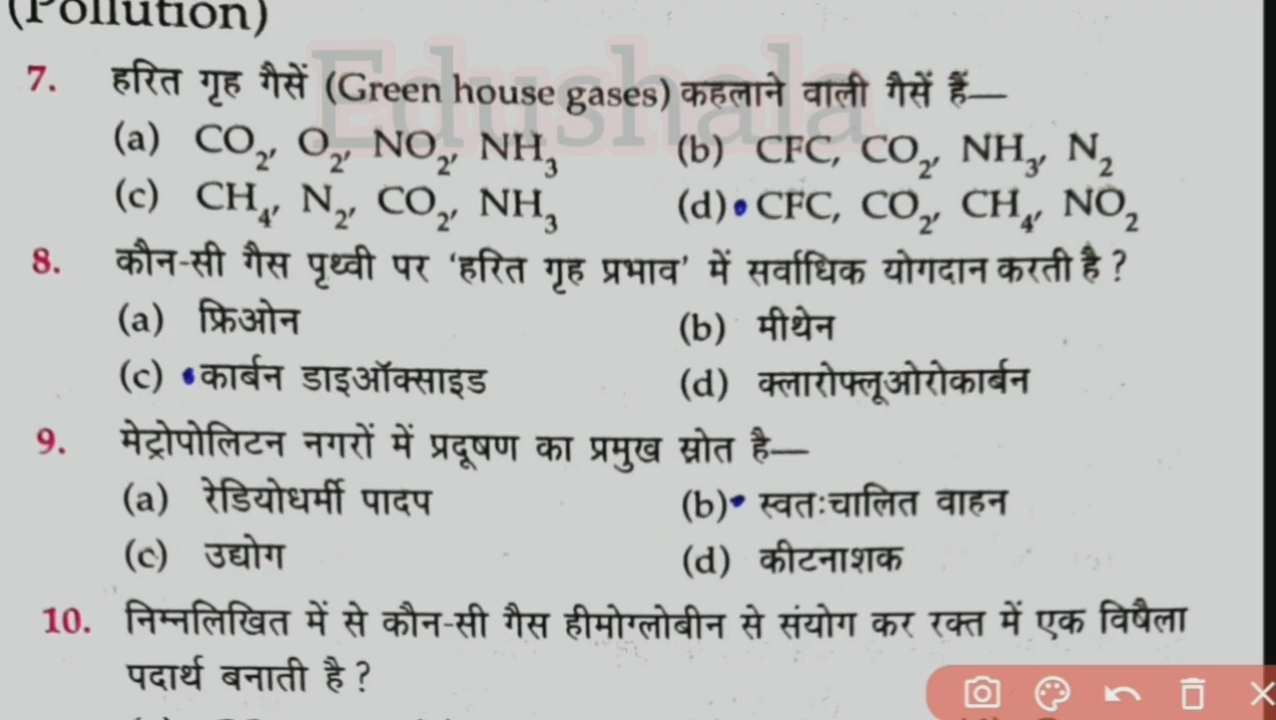 (Pollution)
Edushala
7. हरित गृह गैसें (Green house gases) कहलाने वाली गैसें हैं—
(a) CO₂, O₂, NO₂, NH₃ (b) CFC, CO₂, NH₃, N₂
(c) CH₄, N₂, CO₂, NH₃ (d) CFC, CO₂, CH₄, NO₂
8. कौन-सी गैस पृथ्वी पर ‘हरित गृह प्रभाव’ में सर्वाधिक योगदान करती है ?
(a) फ्रिओन (b) मीथेन
(c) कार्बन डाइऑक्साइड (d) क्लारोफ्लूओरोकार्बन
9. मेट्रोपोलिटन नगरों में प्रदूषण का प्रमुख स्रोत है—
(a) रेडियोधर्मी पादप (b) स्वतःचालित वाहन
(c) उद्योग (d) कीटनाशक
10. निम्नलिखित में से कौन-सी गैस हीमोग्लोबीन से संयोग कर रक्त में एक विषैला
पदार्थ बनाती है ?